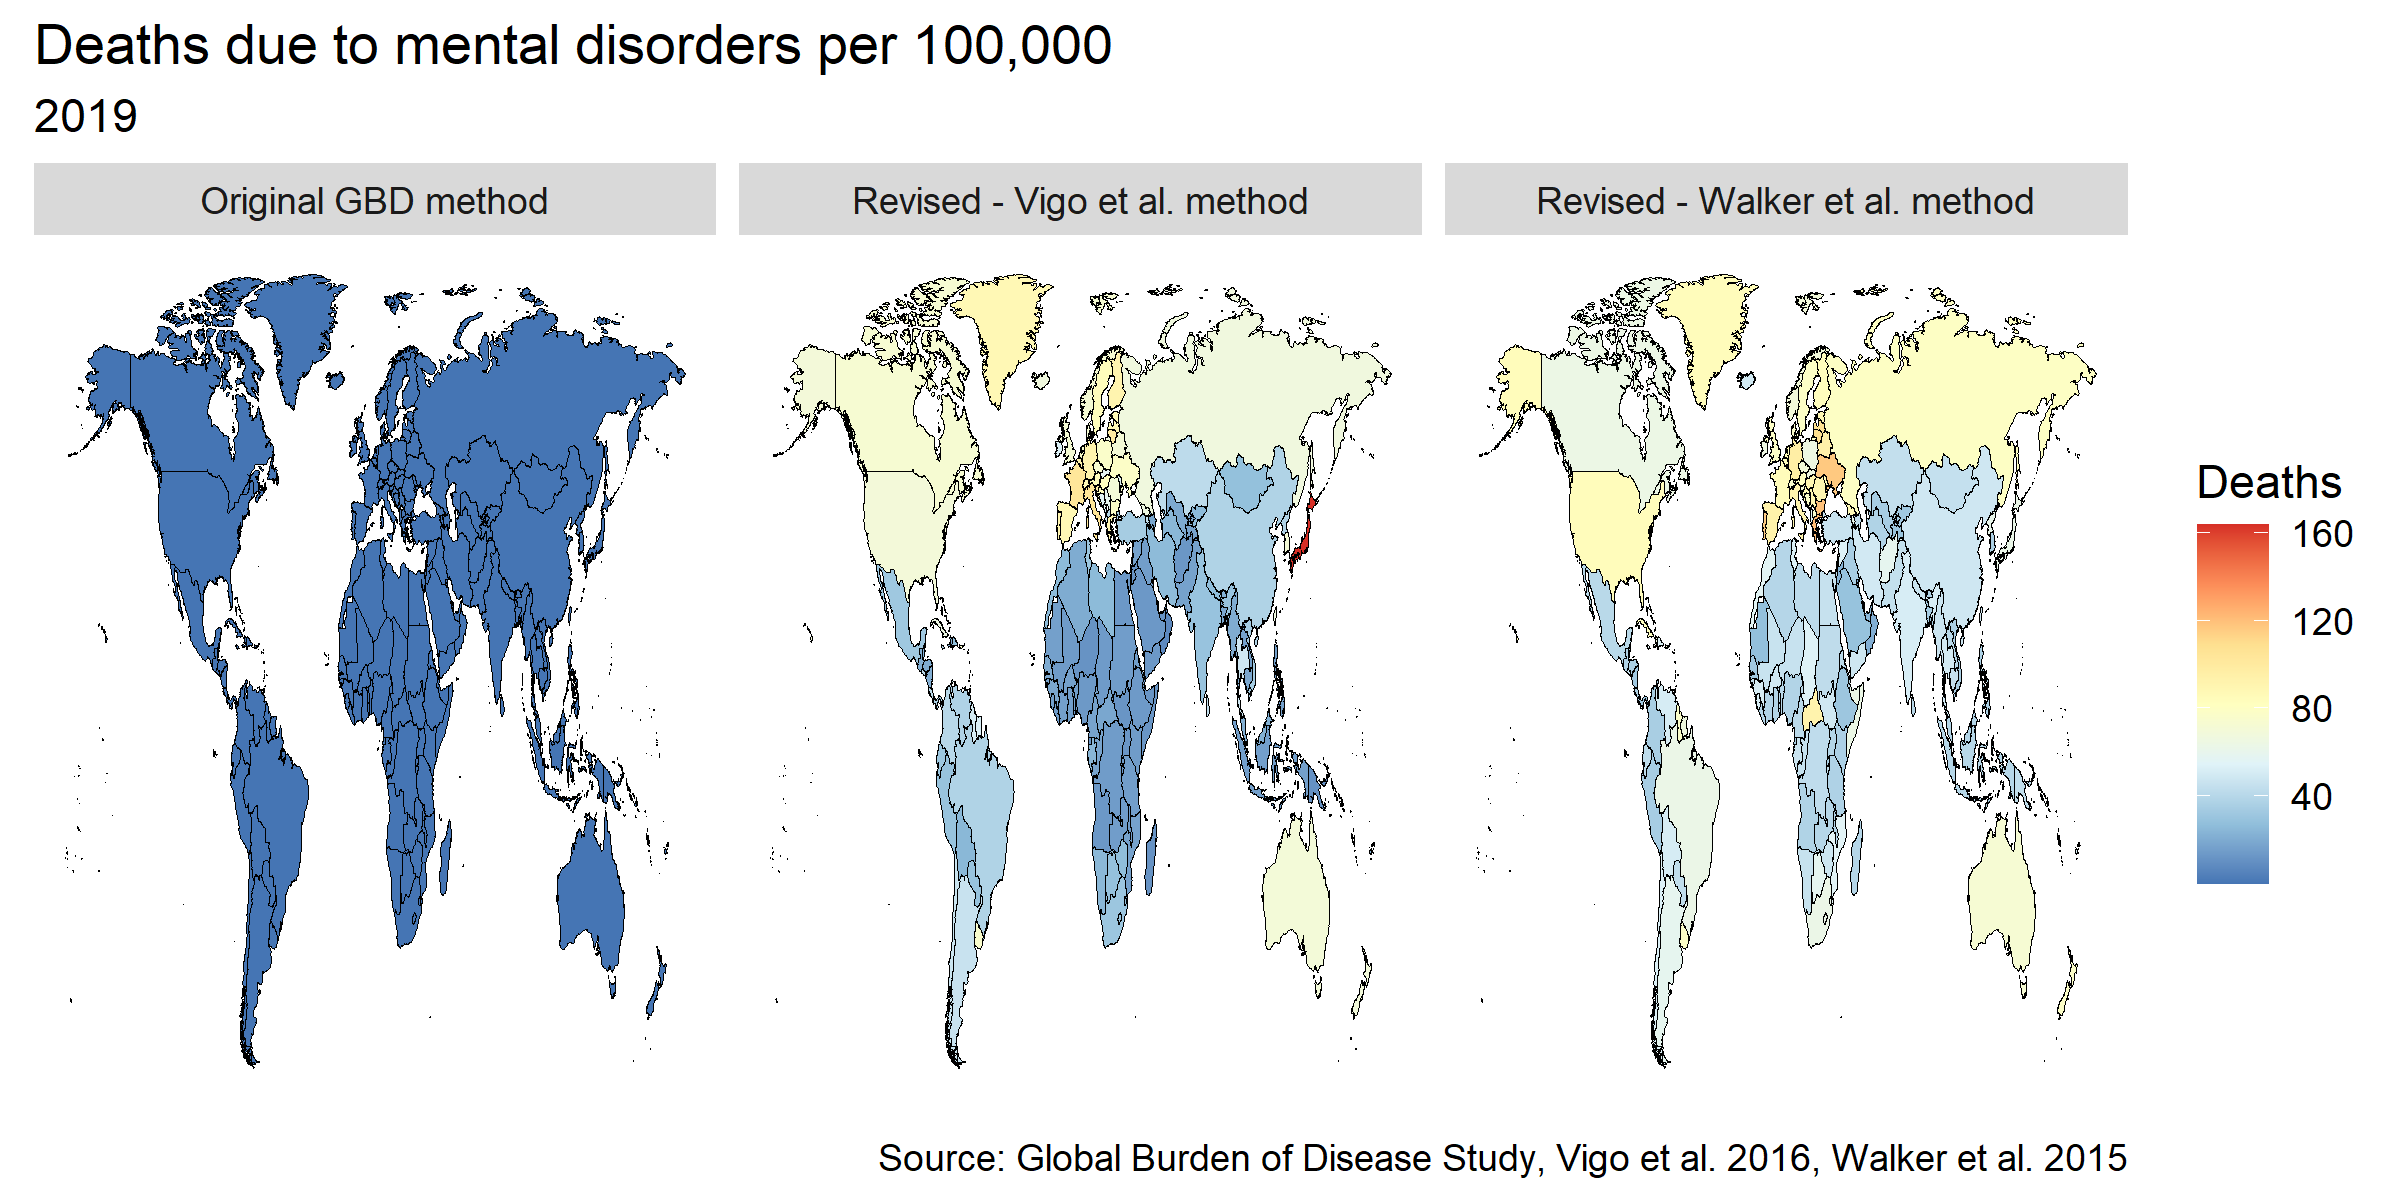 Deaths due to mental disorders per 100,000
2019
Original GBD method
Revised - Vigo et al. method
Revised - Walker et al. method
Deaths
160
120
80
40
Source: Global Burden of Disease Study, Vigo et al. 2016, Walker et al. 2015